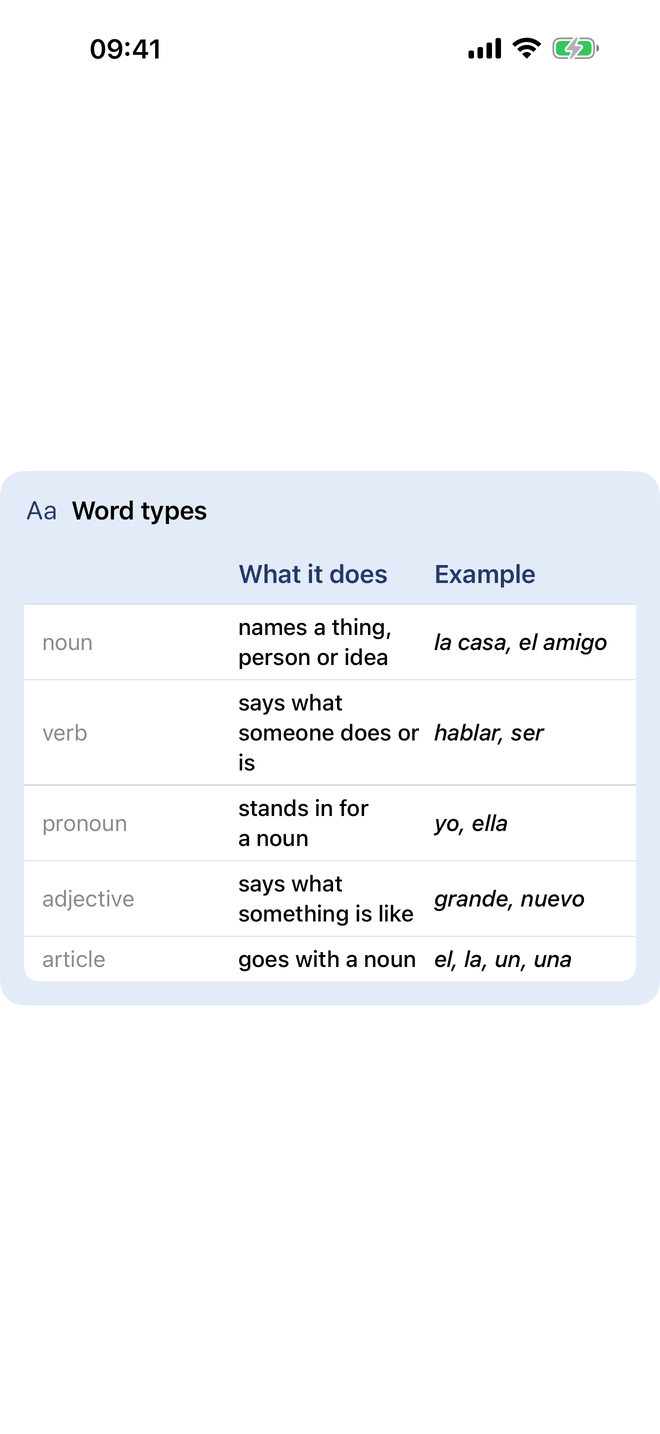 09:41
Aa Word types
What it does Example
noun
names a thing,
person or idea
la casa, el amigo
verb
says what
someone does or
is
hablar, ser
pronoun
stands in for
a noun
yo, ella
adjective
says what
something is like
grande, nuevo
article
goes with a noun
el, la, un, una